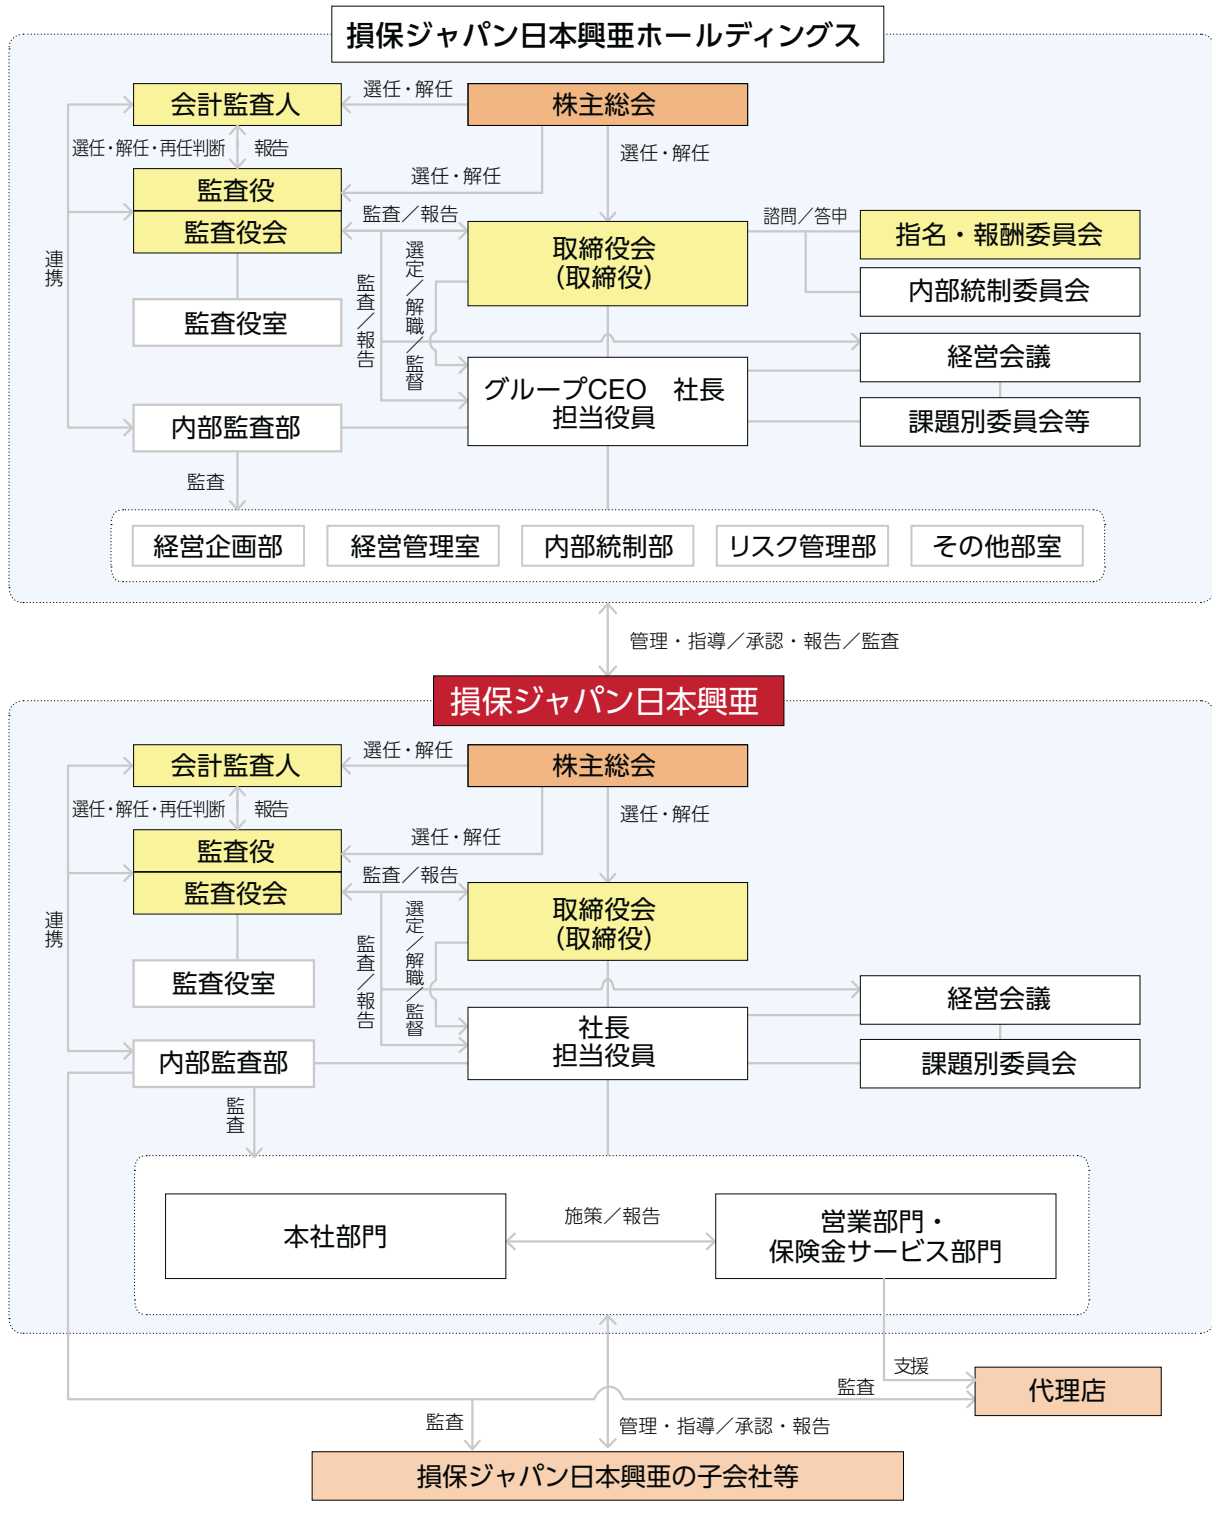 損保ジャパン日本興亜ホールディングス
会計監査人
選任・解任
株主総会
選任・解任・再任判断
報告
選任・解任
監査役
選任・解任
監査役会
監査／報告
取締役会
（取締役）
諮問／答申
指名・報酬委員会
内部統制委員会
連携
監査／報告
選定／解職／監督
監査役室
経営会議
グループCEO　社長
担当役員
課題別委員会等
内部監査部
監査
経営企画部
経営管理室
内部統制部
リスク管理部
その他部室
管理・指導／承認・報告／監査
損保ジャパン日本興亜
会計監査人
選任・解任
株主総会
選任・解任・再任判断
報告
選任・解任
監査役
選任・解任
監査役会
監査／報告
取締役会
（取締役）
連携
監査／報告
選定／解職／監督
監査役室
経営会議
社長
担当役員
課題別委員会
内部監査部
監査
本社部門
施策／報告
営業部門・
保険金サービス部門
支援
監査
代理店
監査
管理・指導／承認・報告
損保ジャパン日本興亜の子会社等